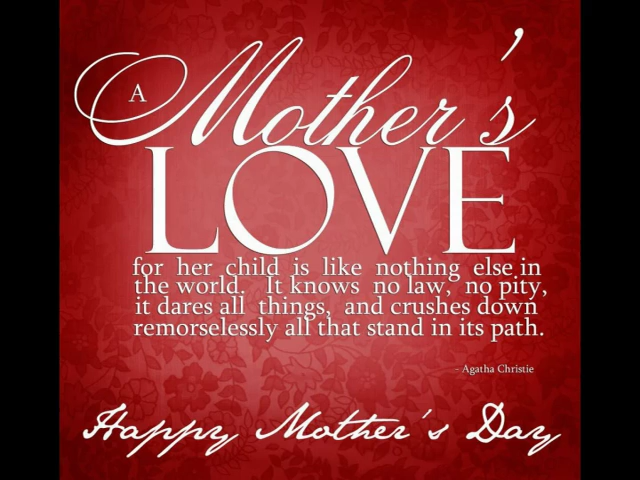 A Mother's
LOVE
for her child is like nothing else in
the world. It knows no law, no pity,
it dares all things, and crushes down
remorselessly all that stand in its path.
- Agatha Christie
Happy Mother's Day